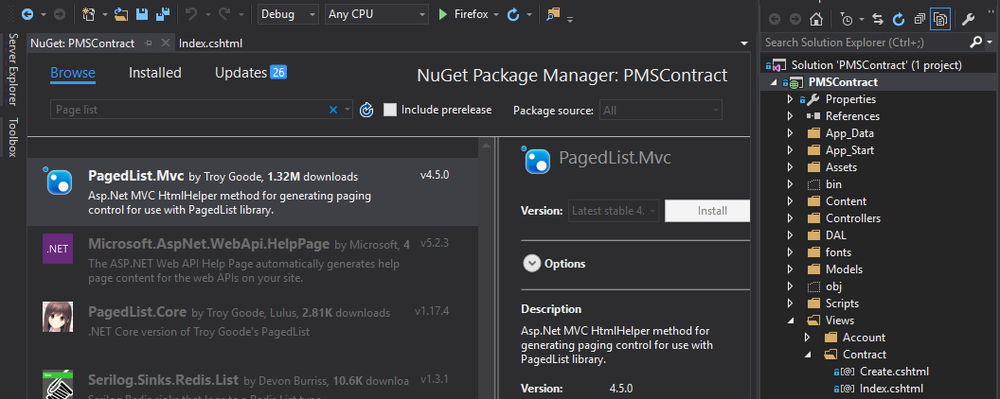 Debug
Any CPU
Firefox
Server Explorer
Toolbox
NuGet: PMSContract
Index.cshtml
Browse
Installed
Updates 26
NuGet Package Manager: PMSContract
Page list
Include prerelease
Package source:
All
PagedList.Mvc by Troy Goode, 1.32M downloads
v4.5.0
Asp.Net MVC HtmlHelper method for generating paging
control for use with PagedList library.
.NET
Microsoft.AspNet.WebApi.HelpPage by Microsoft, 4
v5.2.3
The ASP.NET Web API Help Page automatically generates help
page content for the web APIs on your site.
PagedList.Core by Troy Goode, Lulus, 2.81K downloads
v1.17.4
.NET Core version of Troy Goode's PagedList
Serilog.Sinks.Redis.List by Devon Burriss, 10.6K downloa
v1.3.1
PagedList.Mvc
Version:
Latest stable 4.
Install
Options
Description
Asp.Net MVC HtmlHelper method for
generating paging control for use with
PagedList library.
Version:
4.5.0
Search Solution Explorer (Ctrl+;)
Solution 'PMSContract' (1 project)
PMSContract
Properties
References
App_Data
App_Start
Assets
bin
Content
Controllers
DAL
fonts
Models
obj
Scripts
Views
Account
Contract
Create.cshtml
Index.cshtml